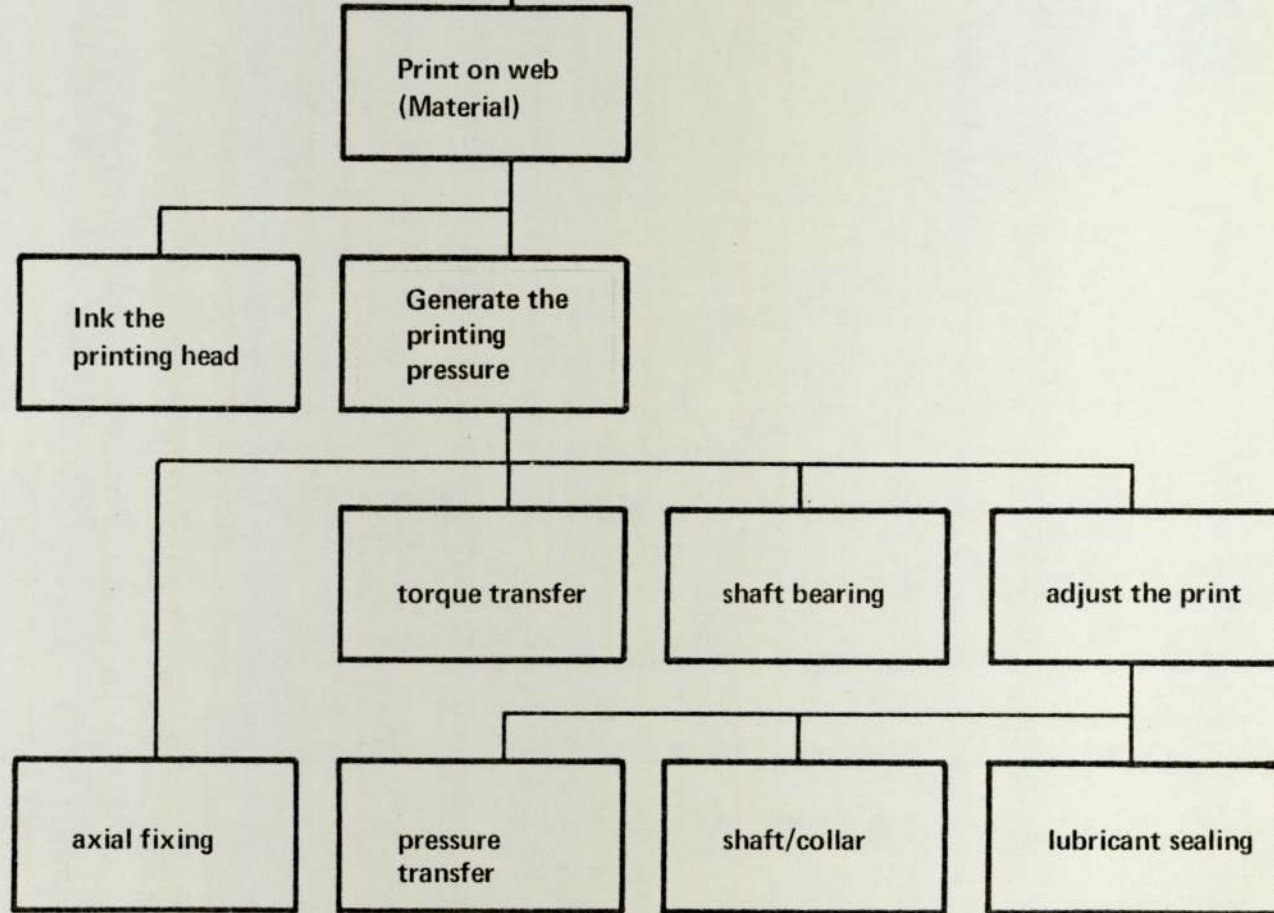 Print on web
(Material)
Ink the
printing head
Generate the
printing
pressure
torque transfer
shaft bearing
adjust the print
axial fixing
pressure
transfer
shaft/collar
lubricant sealing